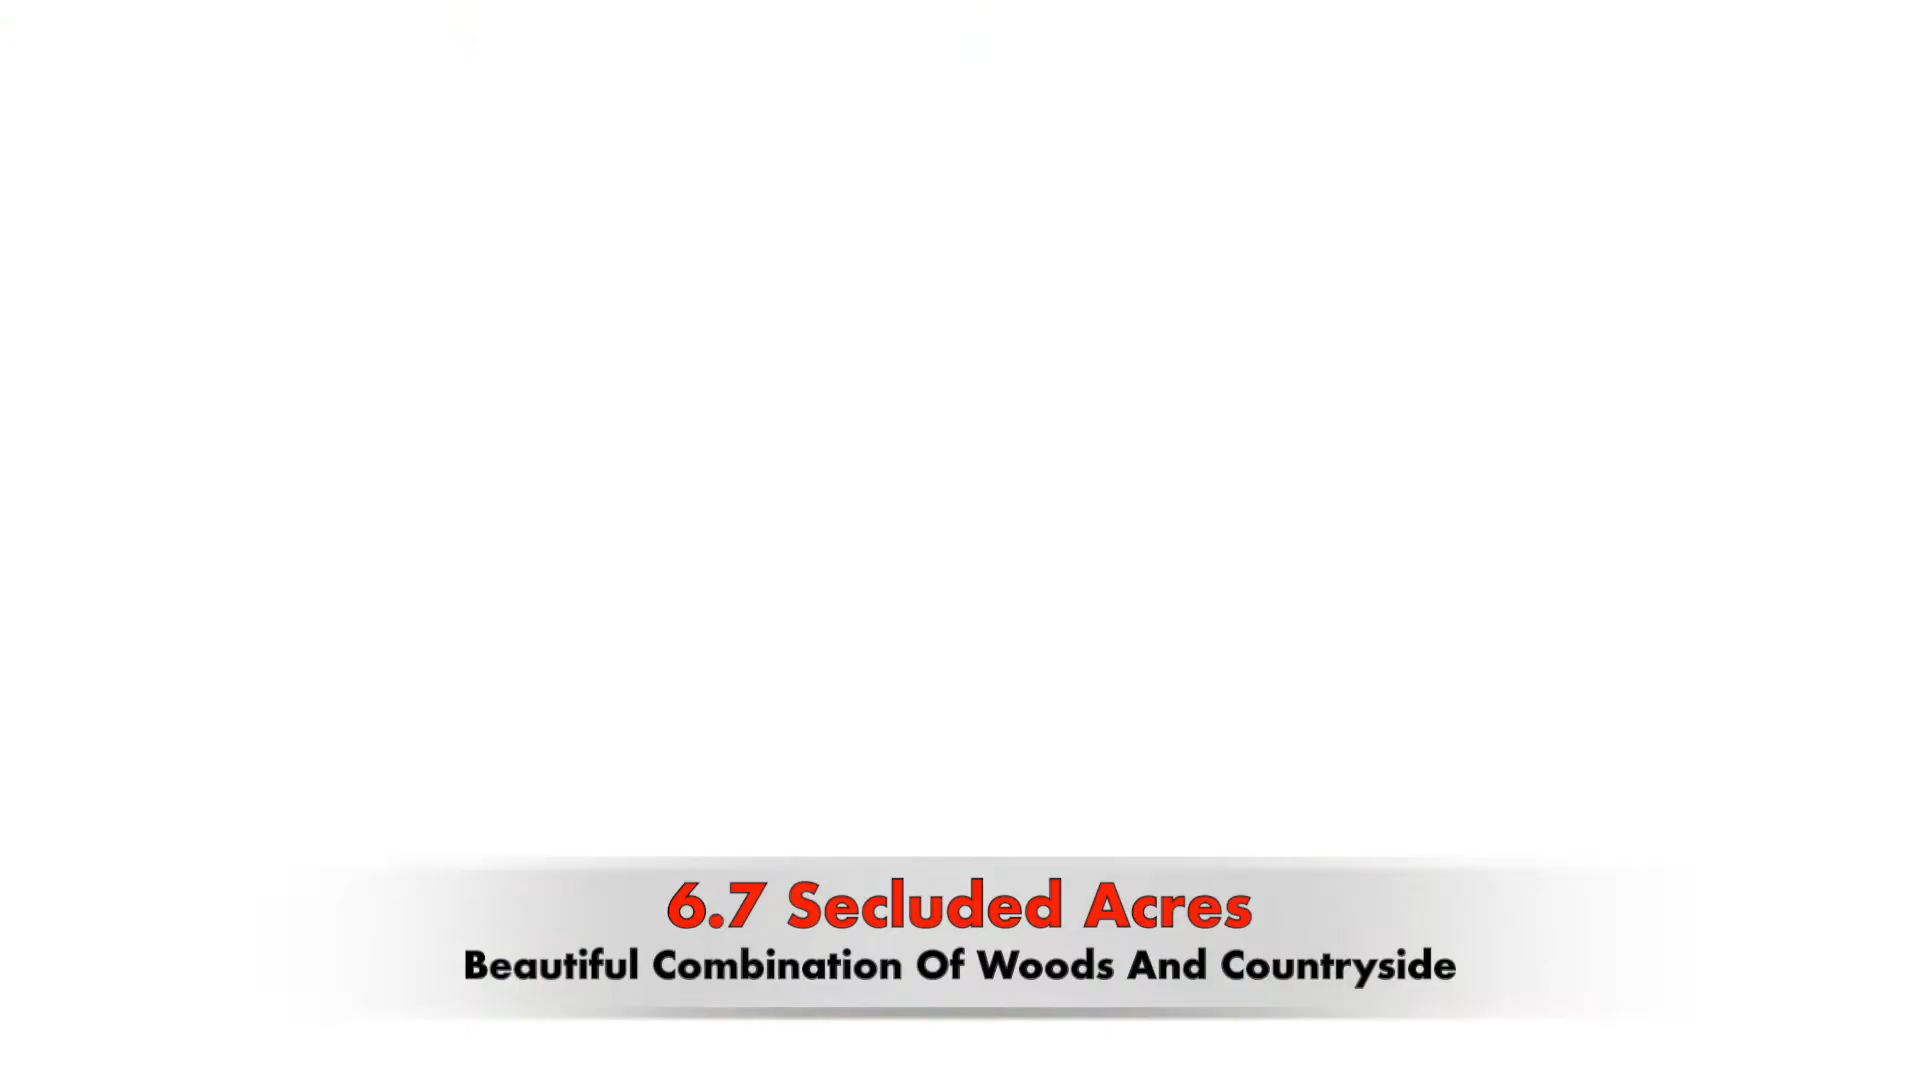 6.7 Secluded Acres
Beautiful Combination Of Woods And Countryside